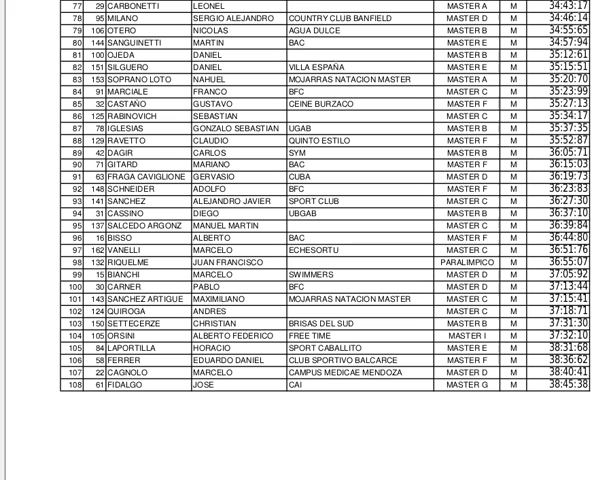 77 29 CARBONETTI LEONEL MASTER A M 34:43:17
78 95 MILANO SERGIO ALEJANDRO COUNTRY CLUB BANFIELD MASTER D M 34:46:14
79 106 OTERO NICOLAS AGUA DULCE MASTER B M 34:55:65
80 144 SANGUINETTI MARTIN BAC MASTER E M 34:57:94
81 100 OJEDA DANIEL MASTER B M 35:12:61
82 151 SILGUERO DANIEL VILLA ESPAÑA MASTER E M 35:15:51
83 153 SOPRANO LOTO NAHUEL MOJARRAS NATACION MASTER MASTER A M 35:20:70
84 91 MARCIALE FRANCO BFC MASTER C M 35:23:99
85 32 CASTAÑO GUSTAVO CEINE BURZACO MASTER F M 35:27:13
86 125 RABINOVICH SEBASTIAN MASTER C M 35:34:17
87 78 IGLESIAS GONZALO SEBASTIAN UGAB MASTER B M 35:37:35
88 129 RAVETTO CLAUDIO QUINTO ESTILO MASTER F M 35:52:87
89 42 DAGIR CARLOS SYM MASTER B M 36:05:71
90 71 GITARD MARIANO BAC MASTER F M 36:15:03
91 63 FRAGA CAVIGLIONE GERVASIO CUBA MASTER D M 36:19:73
92 148 SCHNEIDER ADOLFO BFC MASTER F M 36:23:83
93 141 SANCHEZ ALEJANDRO JAVIER SPORT CLUB MASTER C M 36:27:30
94 31 CASSINO DIEGO UBGAB MASTER B M 36:37:10
95 137 SALCEDO ARGONZ MANUEL MARTIN MASTER C M 36:39:84
96 16 BISSO ALBERTO BAC MASTER F M 36:44:80
97 162 VANELLI MARCELO ECHESORTU MASTER C M 36:51:76
98 132 RIQUELME JUAN FRANCISCO PARALIMPICO M 36:55:07
99 15 BIANCHI MARCELO SWIMMERS MASTER D M 37:05:92
100 30 CARNER PABLO BFC MASTER D M 37:13:44
101 143 SANCHEZ ARTIGUE MAXIMILIANO MOJARRAS NATACION MASTER MASTER C M 37:15:41
102 124 QUIROGA ANDRES MASTER C M 37:18:71
103 150 SETTECERZE CHRISTIAN BRISAS DEL SUD MASTER B M 37:31:30
104 105 ORSINI ALBERTO FEDERICO FREE TIME MASTER I M 37:32:10
105 84 LAPORTILLA HORACIO SPORT CABALLITO MASTER E M 38:31:68
106 58 FERRER EDUARDO DANIEL CLUB SPORTIVO BALCARCE MASTER F M 38:36:62
107 22 CAGNOLO MARCELO CAMPUS MEDICAE MENDOZA MASTER D M 38:40:41
108 61 FIDALGO JOSE CAI MASTER G M 38:45:38